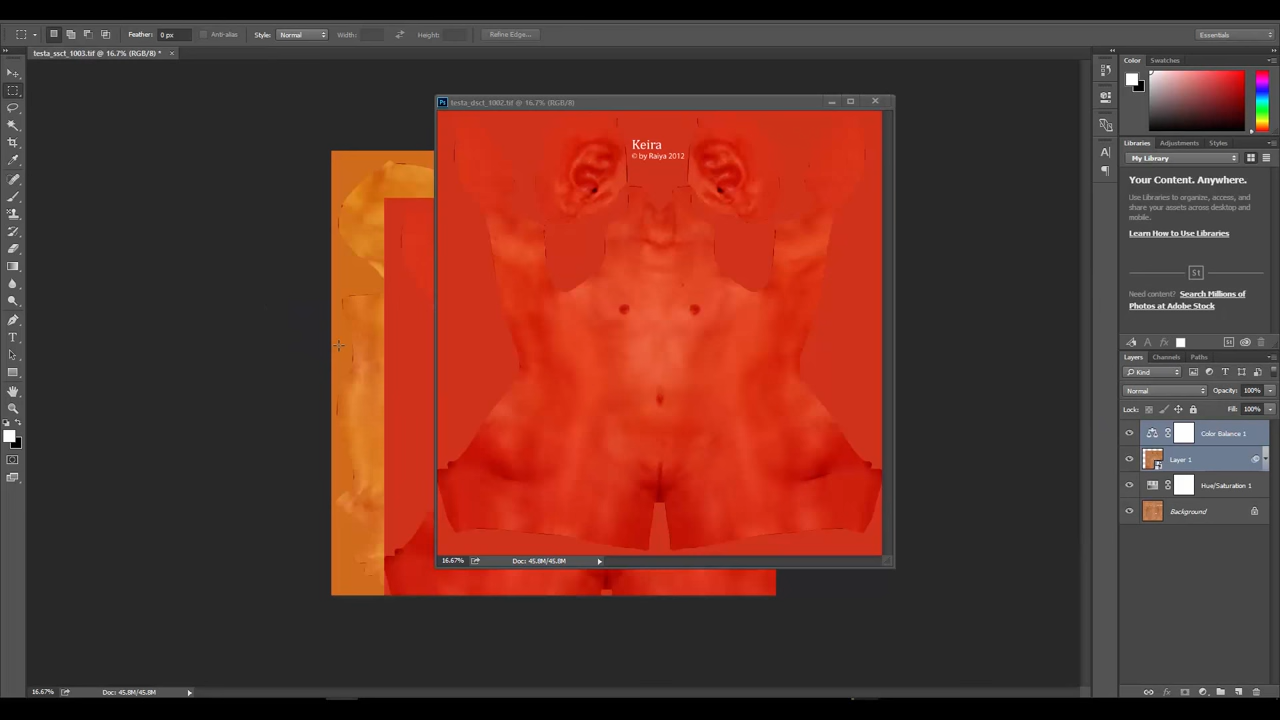 Feather: 0 px Anti-alias Style: Normal Width: Height: Refine Edge... Essentials
testa_ssct_1003.tif @ 16.7% (RGB/8) * ×
Color Swatches
Ps testa_dsct_1002.tif @ 16.7% (RGB/8)
Keira
© by Raiya 2012
Libraries Adjustments Styles
My Library
Your Content. Anywhere.
Save, access, and
share your assets across desktop and
mobile.
Learn How to Use Libraries
St
Need content? Search Millions of
Photos at Adobe Stock
Layers Channels Paths
Kind
Normal Opacity: 100%
Lock: Fill: 100%
Color Balance 1
Layer 1
Hue/Saturation 1
Background
16.67% Doc: 45.8M/45.8M
16.67% Doc: 45.8M/45.8M